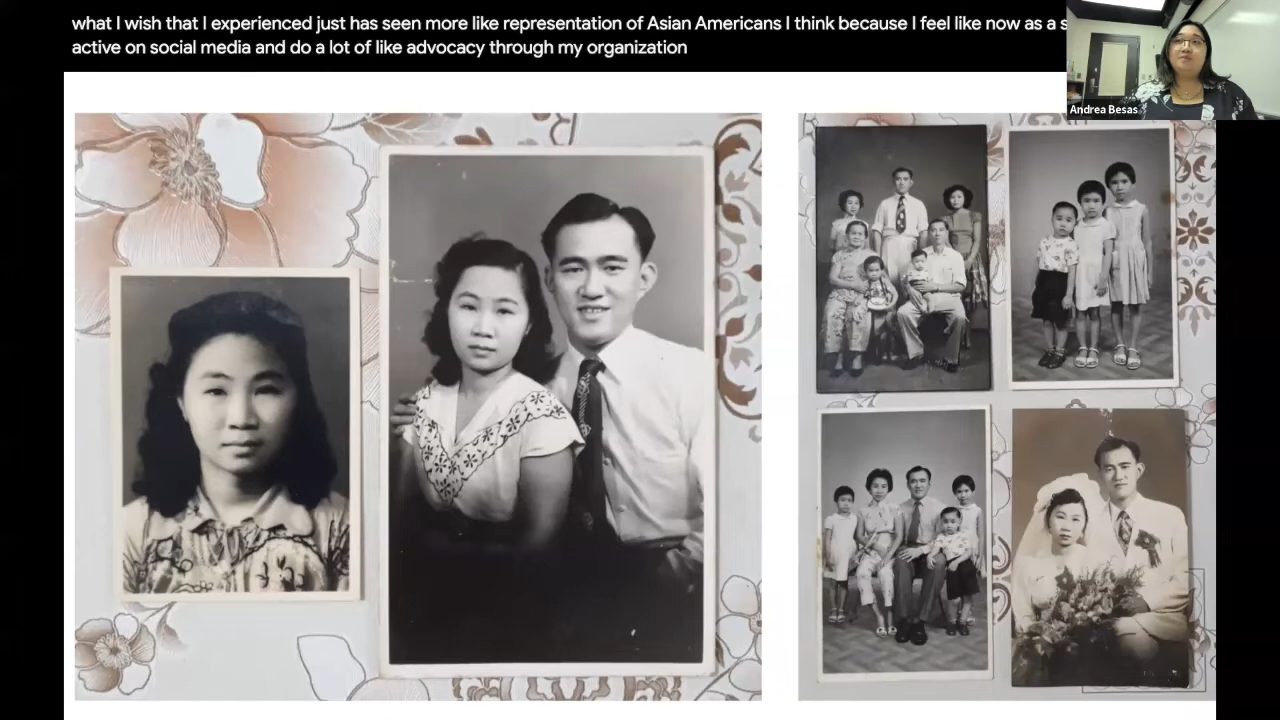 what I wish that I experienced just has seen more like representation of Asian Americans I think because I feel like now as a s
active on social media and do a lot of like advocacy through my organization
Andrea Besas